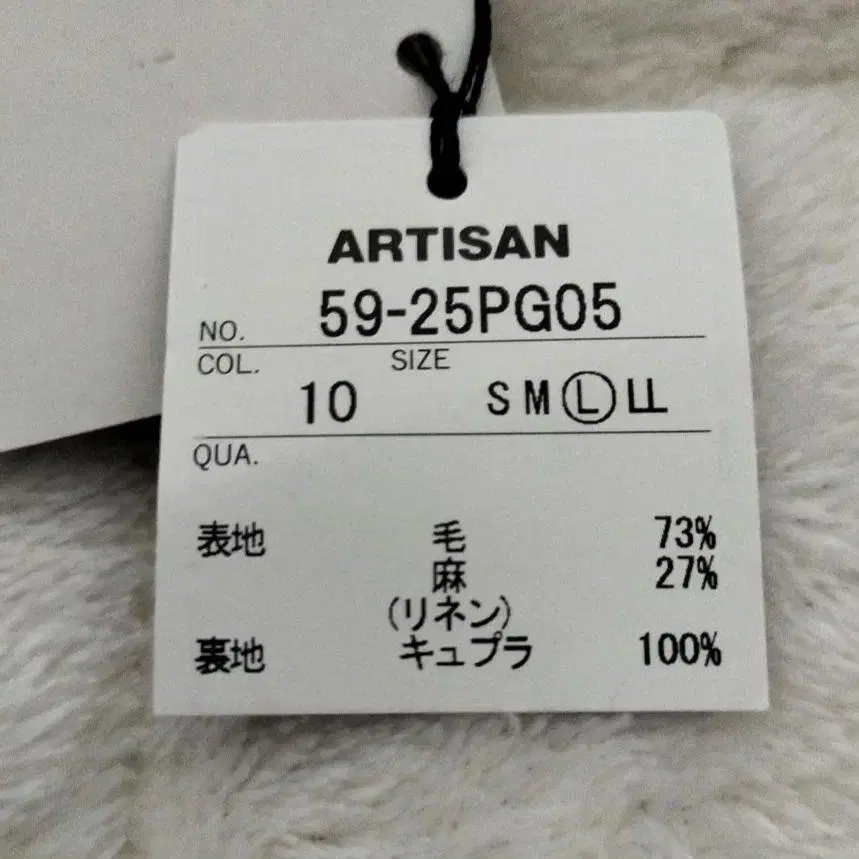 ARTISAN
NO. 59-25PG05
COL. SIZE
10 S M L LL
QUA.
表地 毛 73%
麻 27%
(リネン)
裏地 キュプラ 100%